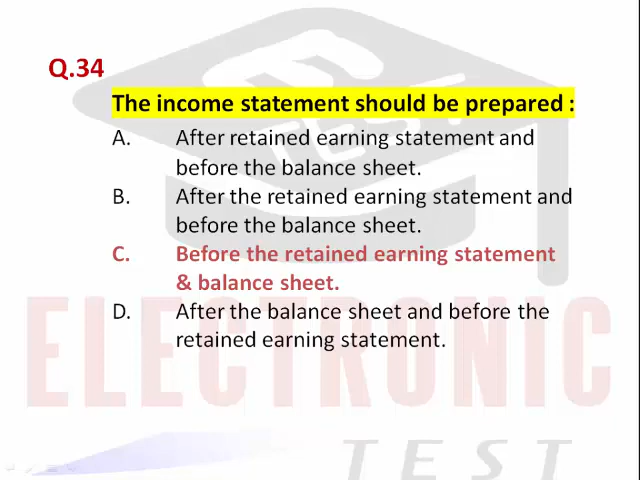 Q.34
The income statement should be prepared :
A. After retained earning statement and
before the balance sheet.
B. After the retained earning statement and
before the balance sheet.
C. Before the retained earning statement
& balance sheet.
D. After the balance sheet and before the
retained earning statement.
ELECTRONIC
TEST